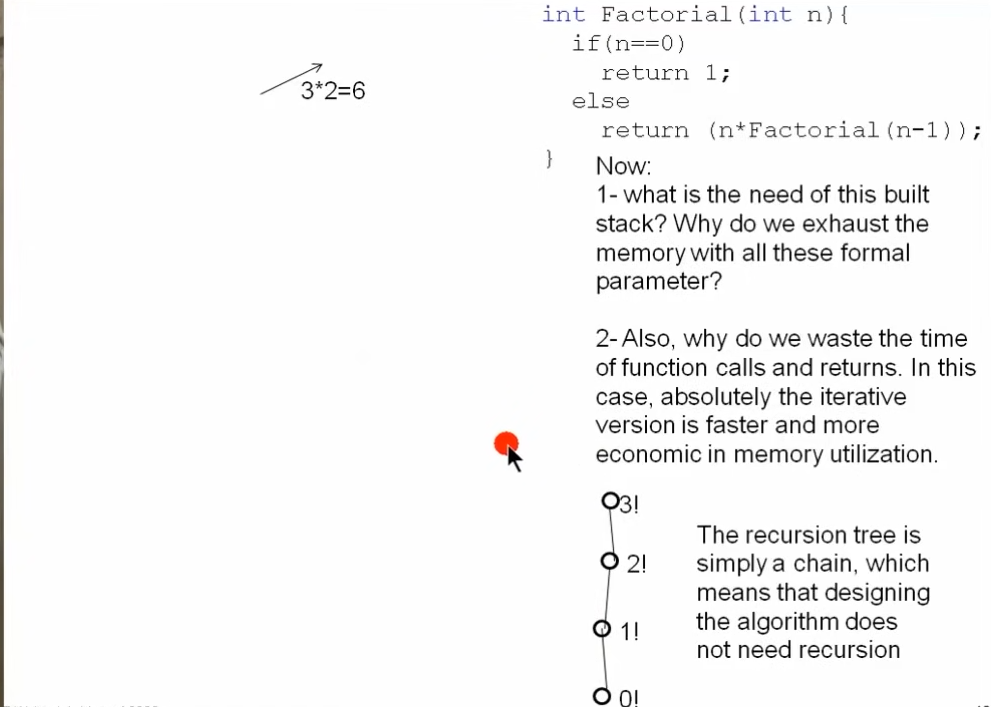 int Factorial(int n){
if(n==0)
return 1;
else
return (n*Factorial(n-1));
}
3*2=6
Now:
1- what is the need of this built
stack? Why do we exhaust the
memory with all these formal
parameter?
2- Also, why do we waste the time
of function calls and returns. In this
case, absolutely the iterative
version is faster and more
economic in memory utilization.
3!
2!
1!
0!
The recursion tree is
simply a chain, which
means that designing
the algorithm does
not need recursion